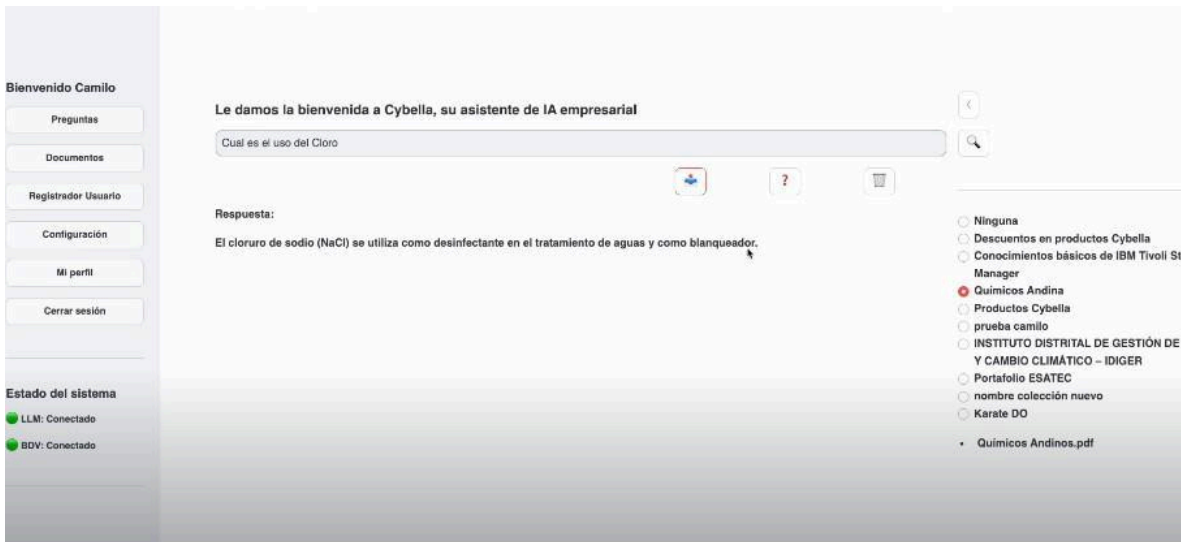 Bienvenido Camilo
Preguntas
Documentos
Registrador Usuario
Configuración
Mi perfil
Cerrar sesión
Estado del sistema
LLM: Conectado
BDV: Conectado
Le damos la bienvenida a Cybella, su asistente de IA empresarial
Cual es el uso del Cloro
?
Respuesta:
El cloruro de sodio (NaCl) se utiliza como desinfectante en el tratamiento de aguas y como blanqueador.
<
Ninguna
Descuentos en productos Cybella
Conocimientos básicos de IBM Tivoli St
Manager
Químicos Andina
Productos Cybella
prueba camilo
INSTITUTO DISTRITAL DE GESTIÓN DE
Y CAMBIO CLIMÁTICO – IDIGER
Portafolio ESATEC
nombre colección nuevo
Karate DO
• Químicos Andinos.pdf